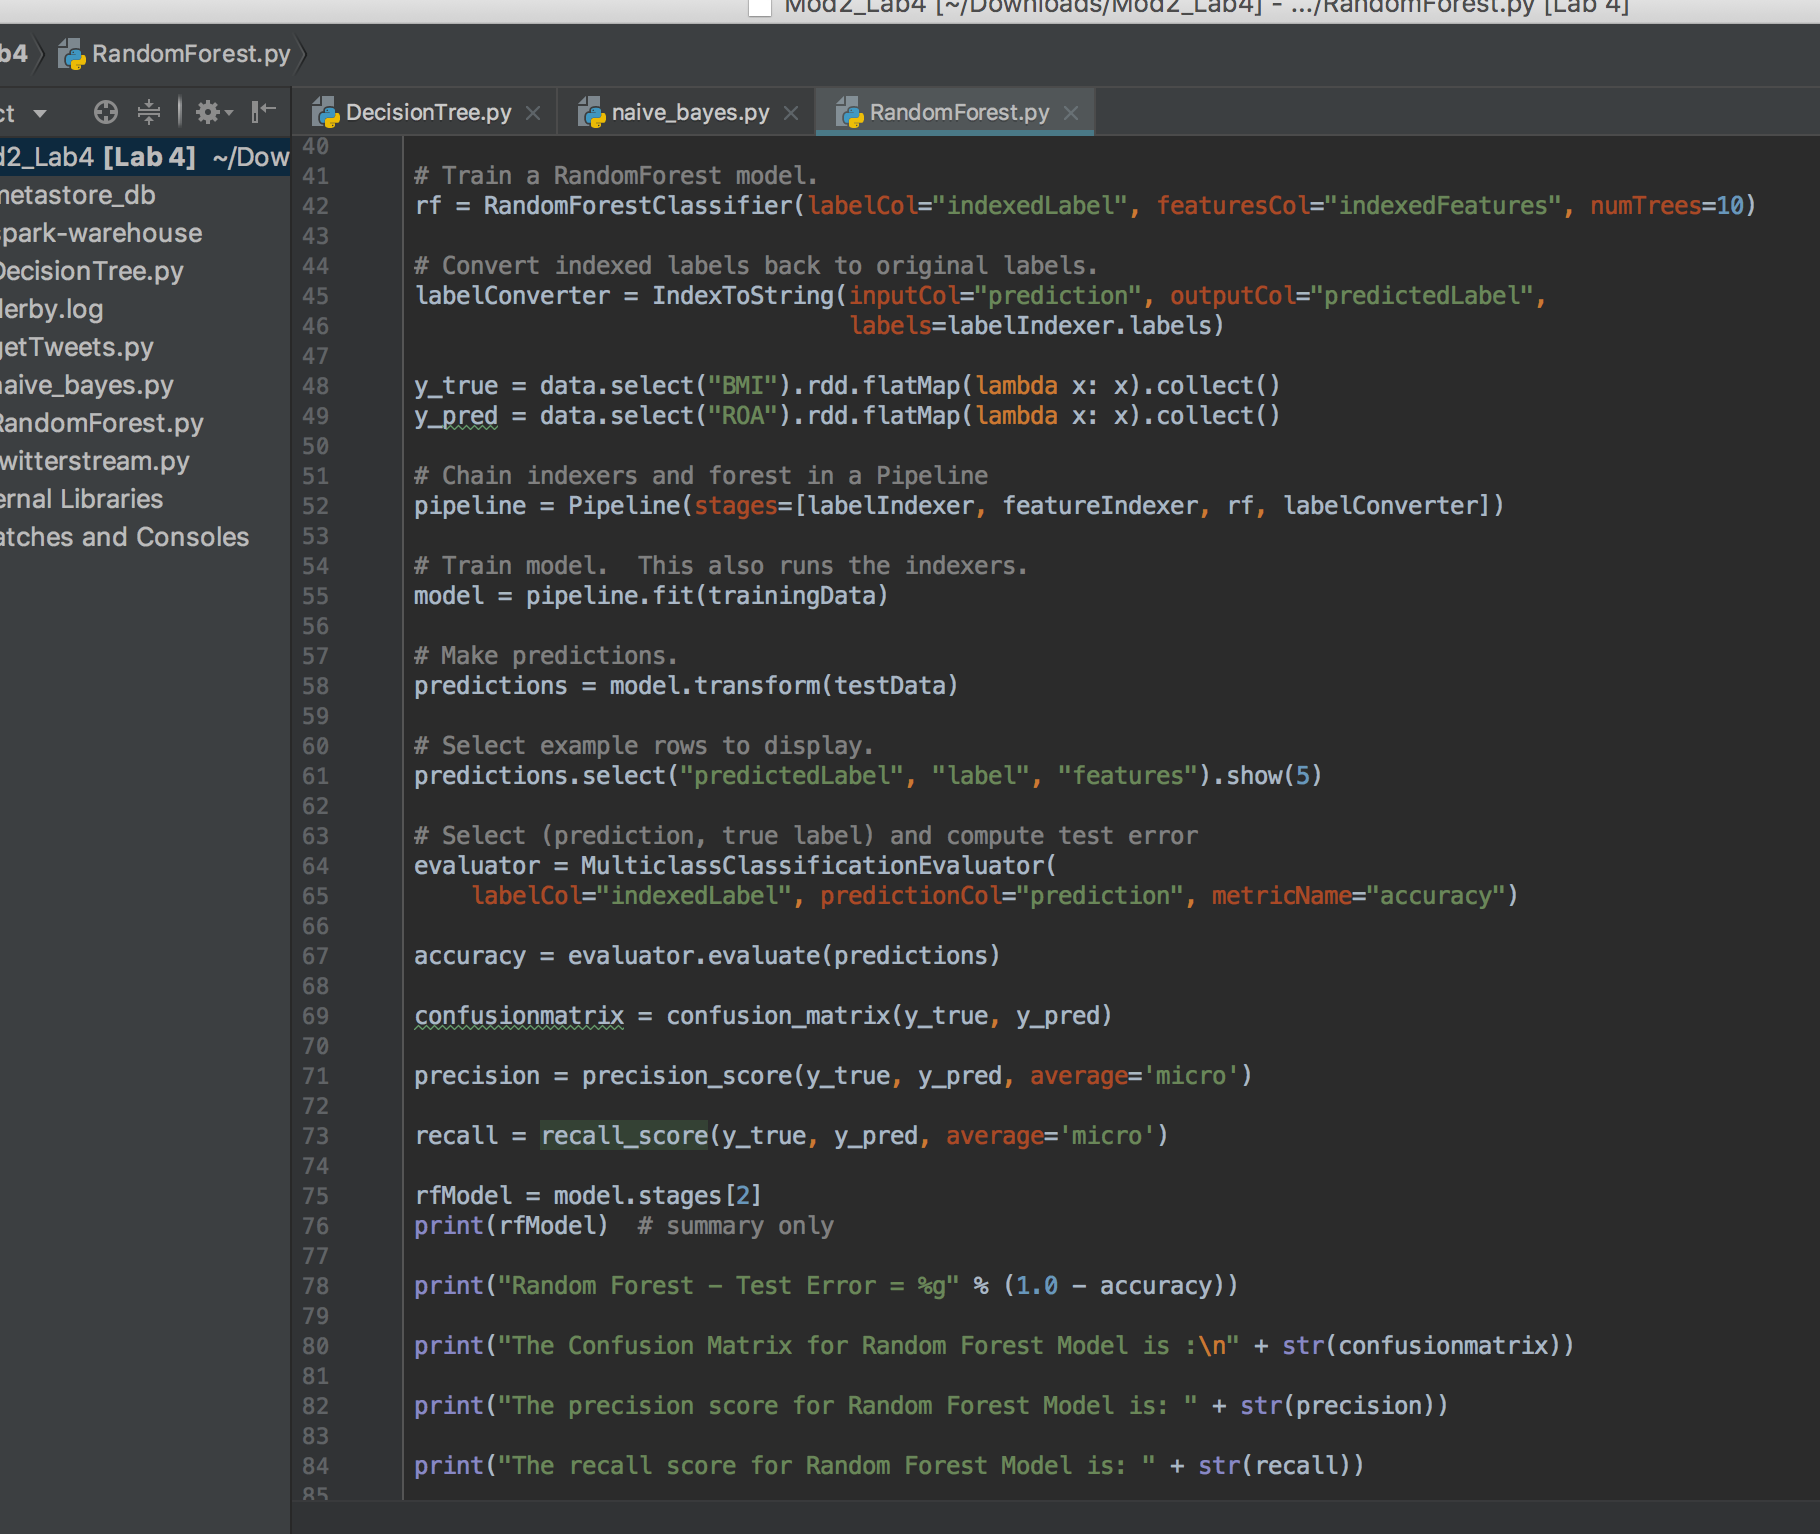 Mod2_Lab4 [~/Downloads/Mod2_Lab4] - .../RandomForest.py [Lab 4]
b4 RandomForest.py
ct DecisionTree.py naive_bayes.py RandomForest.py
d2_Lab4 [Lab 4] ~/Dow
metastore_db
spark-warehouse
DecisionTree.py
derby.log
getTweets.py
naive_bayes.py
RandomForest.py
witterstream.py
ernal Libraries
atches and Consoles
40
41 # Train a RandomForest model.
42 rf = RandomForestClassifier(labelCol="indexedLabel", featuresCol="indexedFeatures", numTrees=10)
43
44 # Convert indexed labels back to original labels.
45 labelConverter = IndexToString(inputCol="prediction", outputCol="predictedLabel",
46 labels=labelIndexer.labels)
47
48 y_true = data.select("BMI").rdd.flatMap(lambda x: x).collect()
49 y_pred = data.select("ROA").rdd.flatMap(lambda x: x).collect()
50
51 # Chain indexers and forest in a Pipeline
52 pipeline = Pipeline(stages=[labelIndexer, featureIndexer, rf, labelConverter])
53
54 # Train model.  This also runs the indexers.
55 model = pipeline.fit(trainingData)
56
57 # Make predictions.
58 predictions = model.transform(testData)
59
60 # Select example rows to display.
61 predictions.select("predictedLabel", "label", "features").show(5)
62
63 # Select (prediction, true label) and compute test error
64 evaluator = MulticlassClassificationEvaluator(
65 labelCol="indexedLabel", predictionCol="prediction", metricName="accuracy")
66
67 accuracy = evaluator.evaluate(predictions)
68
69 confusionmatrix = confusion_matrix(y_true, y_pred)
70
71 precision = precision_score(y_true, y_pred, average='micro')
72
73 recall = recall_score(y_true, y_pred, average='micro')
74
75 rfModel = model.stages[2]
76 print(rfModel)  # summary only
77
78 print("Random Forest - Test Error = %g" % (1.0 - accuracy))
79
80 print("The Confusion Matrix for Random Forest Model is :\n" + str(confusionmatrix))
81
82 print("The precision score for Random Forest Model is: " + str(precision))
83
84 print("The recall score for Random Forest Model is: " + str(recall))
85